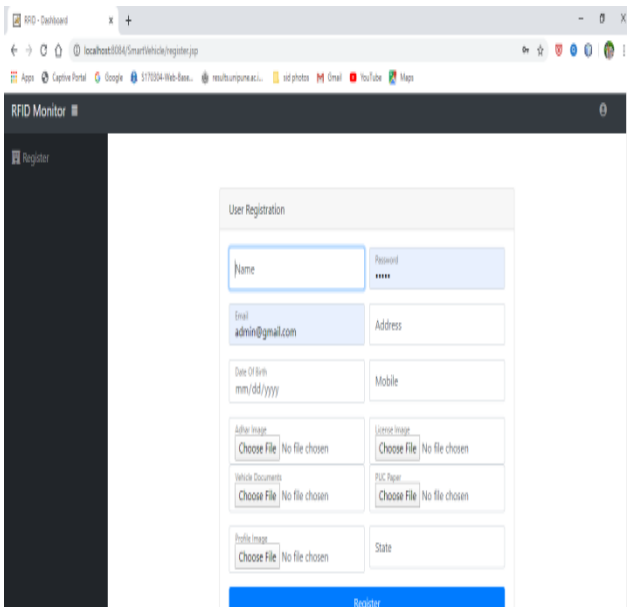 RFID - Dashboard
localhost:8084/SmartVehicle/register.jsp
Apps Captive Portal Google S170304-Web-Base... results.unipune.ac.i... sid photos Gmail YouTube Maps
RFID Monitor
Register
User Registration
Name
Password
•••••
Email
admin@gmail.com
Address
Date Of Birth
mm/dd/yyyy
Mobile
Adhar Image
Choose File No file chosen
License Image
Choose File No file chosen
Vehicle Documents
Choose File No file chosen
PUC Paper
Choose File No file chosen
Profile Image
Choose File No file chosen
State
Register